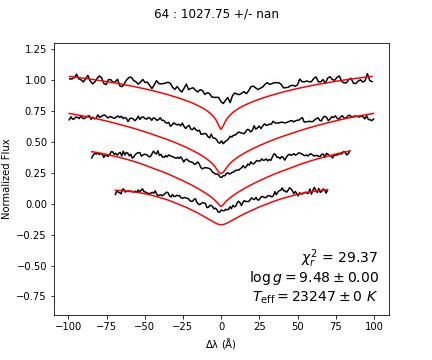 64 : 1027.75 +/- nan
1.25
1.00
0.75
0.50
0.25
0.00
−0.25
−0.50
−0.75
Normalized Flux
χ²ᵣ = 29.37
log g = 9.48 ± 0.00
T_eff = 23247 ± 0 K
−100 −75 −50 −25 0 25 50 75 100
Δλ (Å)